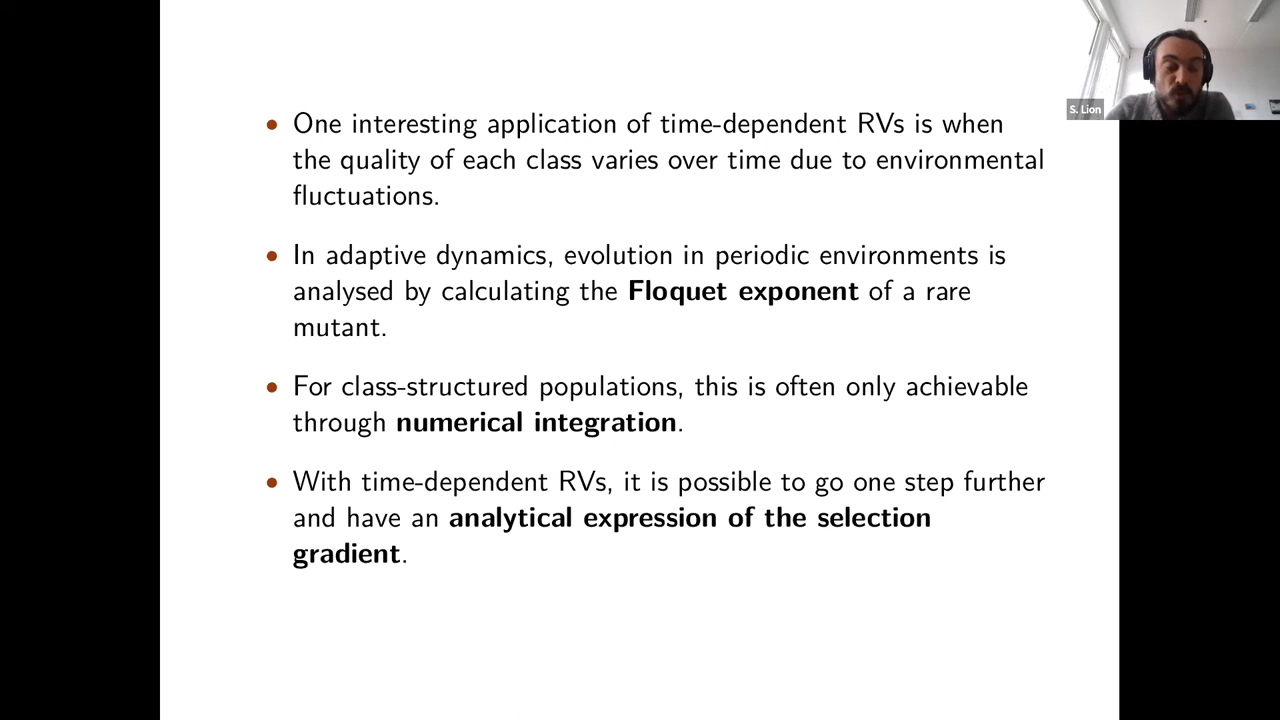 S. Lion
• One interesting application of time-dependent RVs is when
the quality of each class varies over time due to environmental
fluctuations.
• In adaptive dynamics, evolution in periodic environments is
analysed by calculating the Floquet exponent of a rare
mutant.
• For class-structured populations, this is often only achievable
through numerical integration.
• With time-dependent RVs, it is possible to go one step further
and have an analytical expression of the selection
gradient.